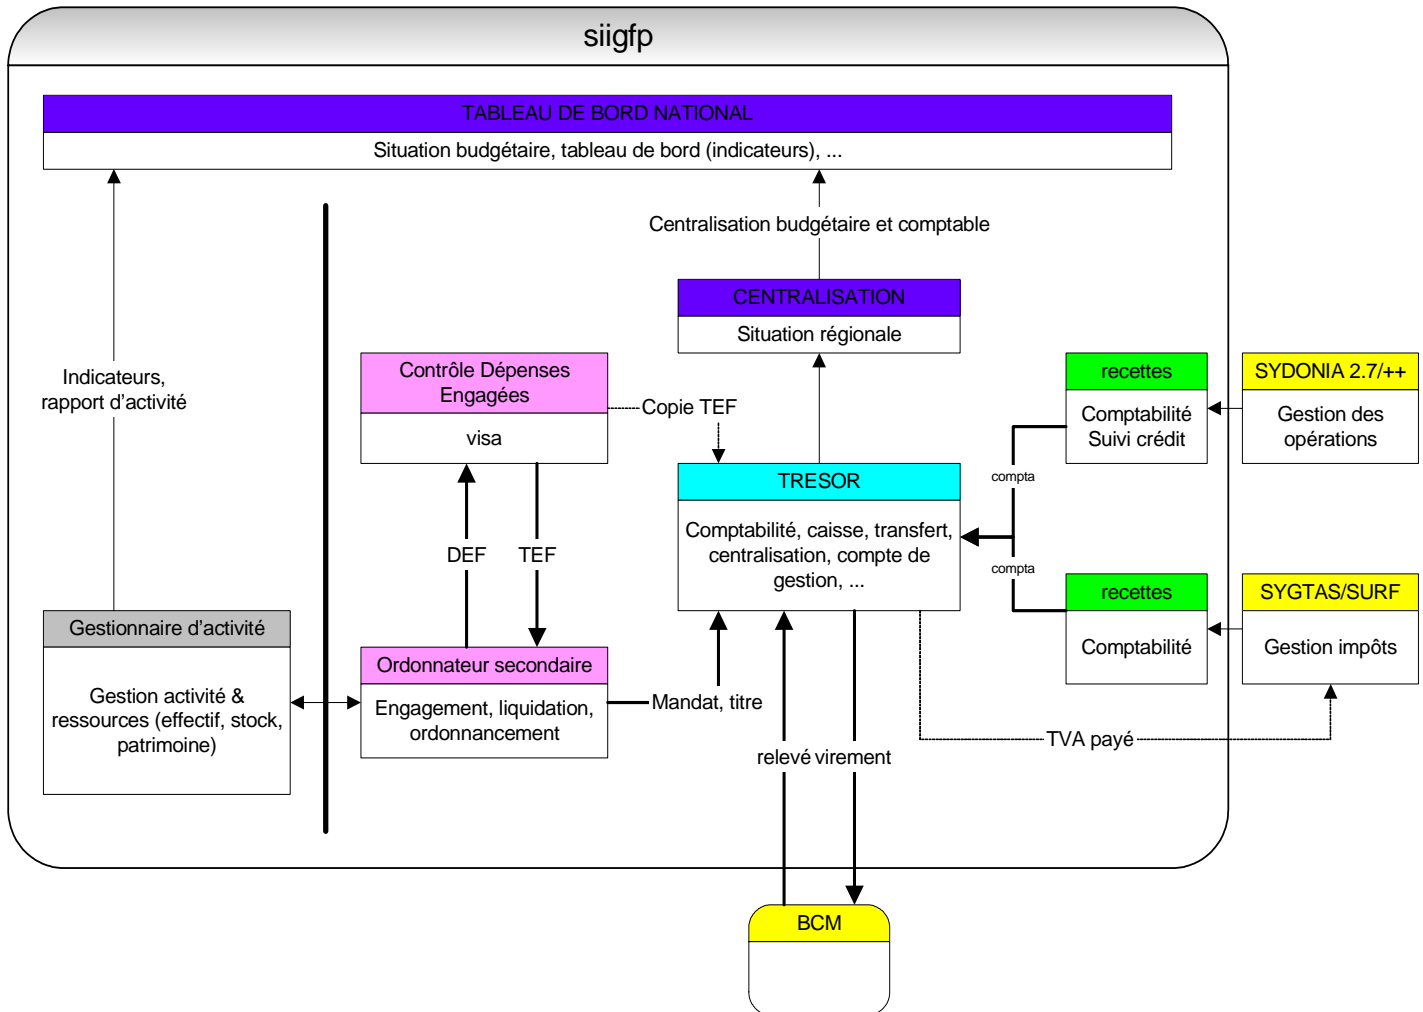 siigfp
TABLEAU DE BORD NATIONAL
Situation budgétaire, tableau de bord (indicateurs), ...
Centralisation budgétaire et comptable
CENTRALISATION
Situation régionale
Indicateurs,
rapport d'activité
Contrôle Dépenses
Engagées
visa
Copie TEF
recettes
Comptabilité
Suivi crédit
SYDONIA 2.7/++
Gestion des
opérations
compta
TRESOR
Comptabilité, caisse, transfert,
centralisation, compte de
gestion, ...
DEF
TEF
compta
recettes
Comptabilité
SYGTAS/SURF
Gestion impôts
Gestionnaire d'activité
Gestion activité &
ressources (effectif, stock,
patrimoine)
Ordonnateur secondaire
Engagement, liquidation,
ordonnancement
Mandat, titre
TVA payé
relevé virement
BCM